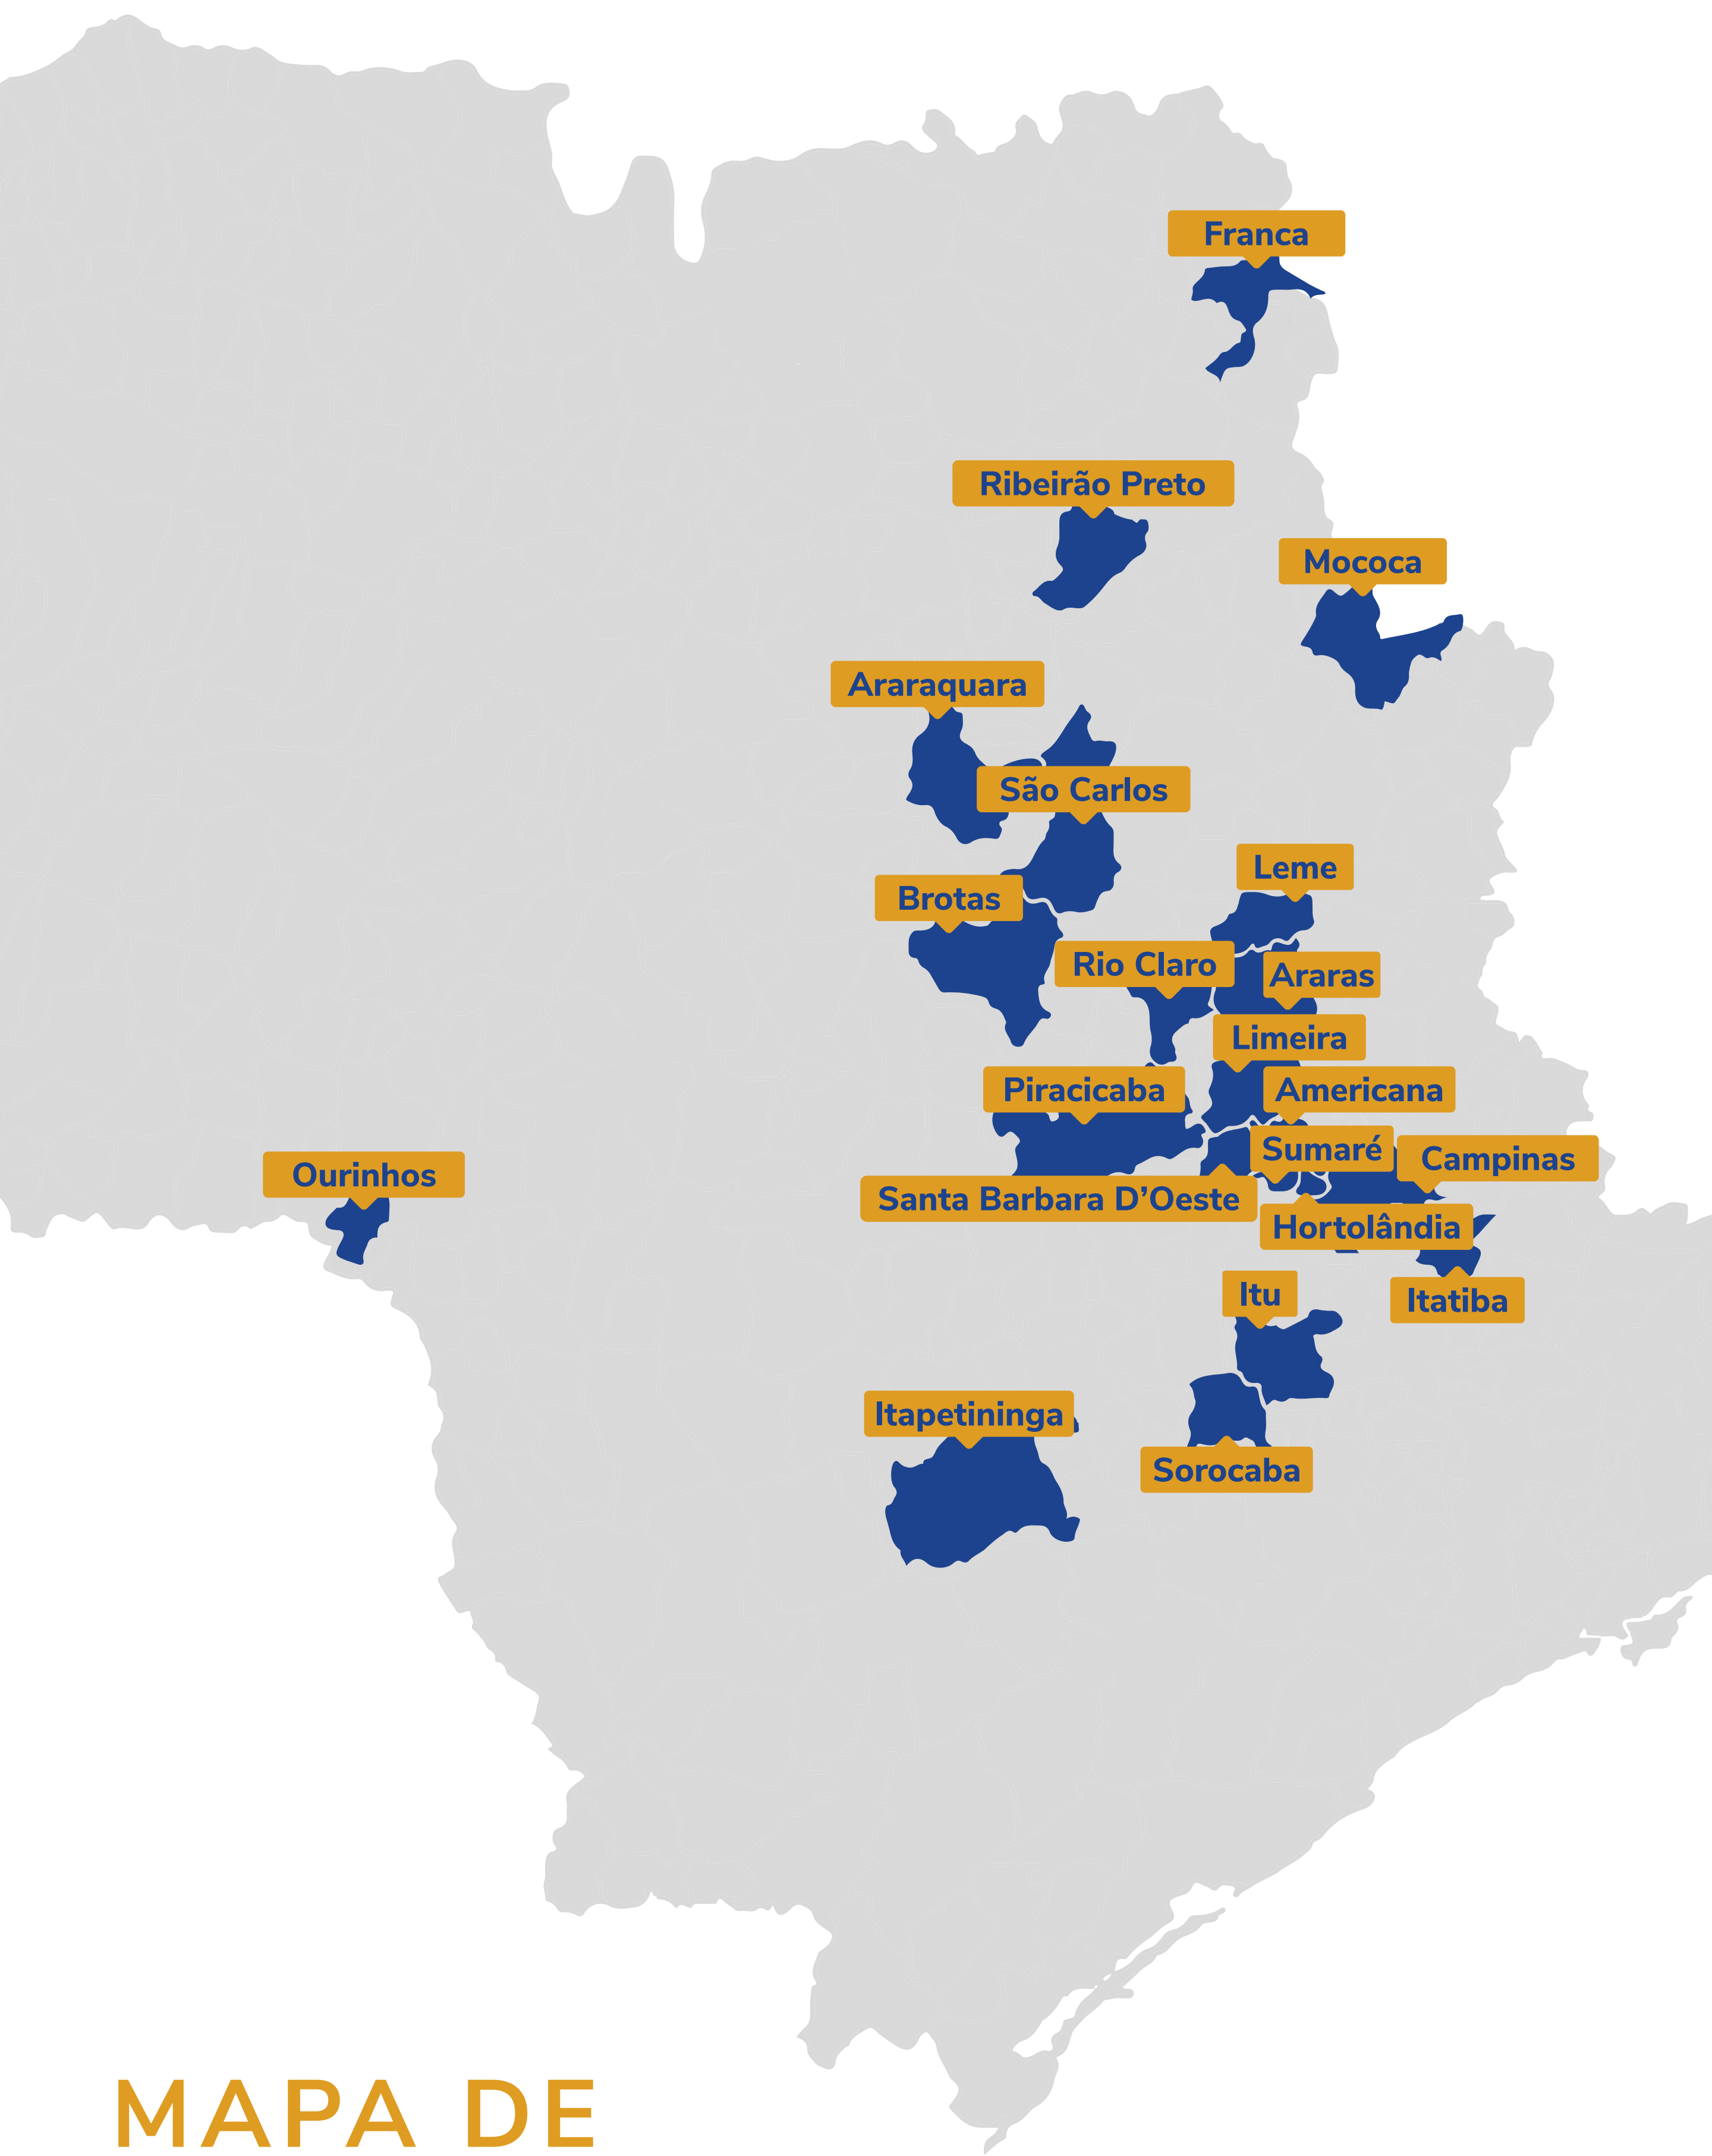 Franca
Ribeirão Preto
Mococa
Araraquara
São Carlos
Leme
Brotas
Rio Claro
Araras
Limeira
Piracicaba
Americana
Sumaré
Campinas
Ourinhos
Santa Barbara D’Oeste
Hortolândia
Itu
Itatiba
Itapetininga
Sorocaba
MAPA DE